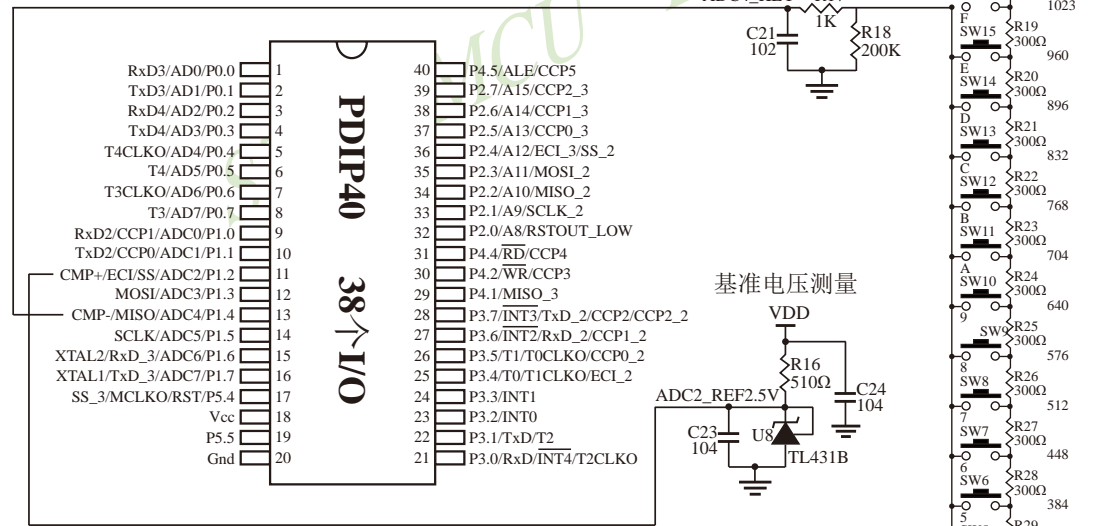 1023
1K
C21
102
R18
200K
MCU
PDIP40
38个I/O
RxD3/AD0/P0.0 1
TxD3/AD1/P0.1 2
RxD4/AD2/P0.2 3
TxD4/AD3/P0.3 4
T4CLKO/AD4/P0.4 5
T4/AD5/P0.5 6
T3CLKO/AD6/P0.6 7
T3/AD7/P0.7 8
RxD2/CCP1/ADC0/P1.0 9
TxD2/CCP0/ADC1/P1.1 10
CMP+/ECI/SS/ADC2/P1.2 11
MOSI/ADC3/P1.3 12
CMP-/MISO/ADC4/P1.4 13
SCLK/ADC5/P1.5 14
XTAL2/RxD_3/ADC6/P1.6 15
XTAL1/TxD_3/ADC7/P1.7 16
SS_3/MCLKO/RST/P5.4 17
Vcc 18
P5.5 19
Gnd 20
40 P4.5/ALE/CCP5
39 P2.7/A15/CCP2_3
38 P2.6/A14/CCP1_3
37 P2.5/A13/CCP0_3
36 P2.4/A12/ECI_3/SS_2
35 P2.3/A11/MOSI_2
34 P2.2/A10/MISO_2
33 P2.1/A9/SCLK_2
32 P2.0/A8/RSTOUT_LOW
31 P4.4/RD/CCP4
30 P4.2/WR/CCP3
29 P4.1/MISO_3
28 P3.7/INT3/TxD_2/CCP2/CCP2_2
27 P3.6/INT2/RxD_2/CCP1_2
26 P3.5/T1/T0CLKO/CCP0_2
25 P3.4/T0/T1CLKO/ECI_2
24 P3.3/INT1
23 P3.2/INT0
22 P3.1/TxD/T2
21 P3.0/RxD/INT4/T2CLKO
基准电压测量
VDD
R16
510Ω
ADC2_REF2.5V
C24
104
C23
104
U8
TL431B
F
SW15
R19
300Ω
960
E
SW14
R20
300Ω
896
D
SW13
R21
300Ω
832
C
SW12
R22
300Ω
768
B
SW11
R23
300Ω
704
A
SW10
R24
300Ω
640
9
SW9
R25
300Ω
576
8
SW8
R26
300Ω
512
7
SW7
R27
300Ω
448
6
SW6
R28
300Ω
384
5
R29